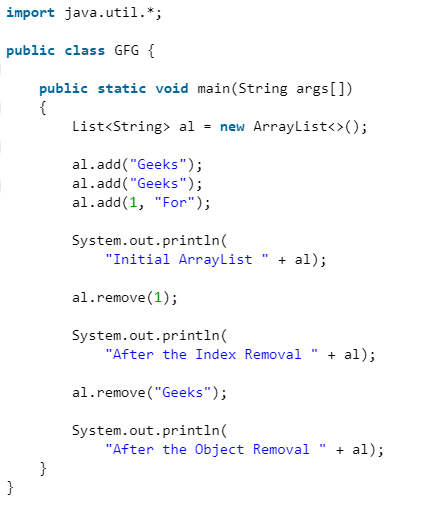 import java.util.*;
public class GFG {
public static void main(String args[])
{
List<String> al = new ArrayList<>();
al.add("Geeks");
al.add("Geeks");
al.add(1, "For");
System.out.println(
"Initial ArrayList " + al);
al.remove(1);
System.out.println(
"After the Index Removal " + al);
al.remove("Geeks");
System.out.println(
"After the Object Removal " + al);
}
}